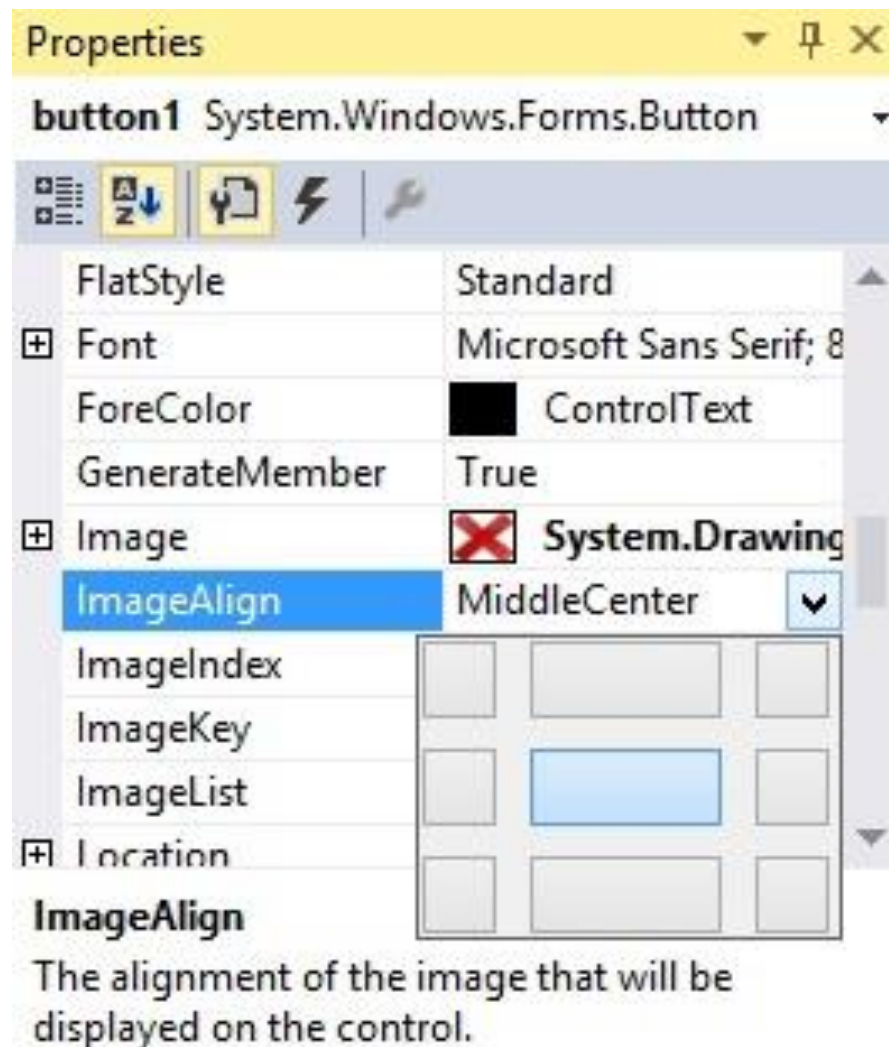 Properties
button1 System.Windows.Forms.Button
FlatStyle Standard
Font Microsoft Sans Serif; 8
ForeColor ControlText
GenerateMember True
Image System.Drawing
ImageAlign MiddleCenter
ImageIndex
ImageKey
ImageList
Location
ImageAlign
The alignment of the image that will be
displayed on the control.